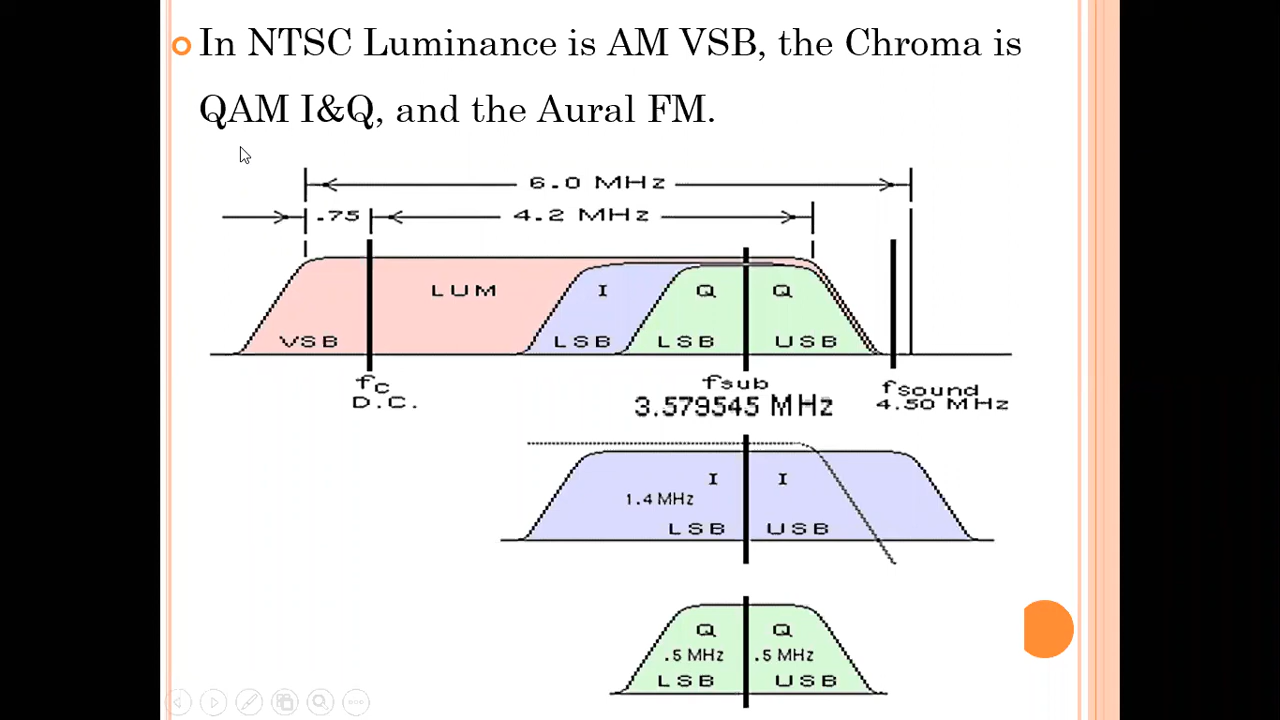 In NTSC Luminance is AM VSB, the Chroma is
QAM I&Q, and the Aural FM.
6.0 MHz
.75 4.2 MHz
LUM I Q Q
VSB LSB LSB USB
fc fsub fsound
D.C. 3.579545 MHz 4.50 MHz
I I
1.4 MHz
LSB USB
Q Q
.5 MHz .5 MHz
LSB USB